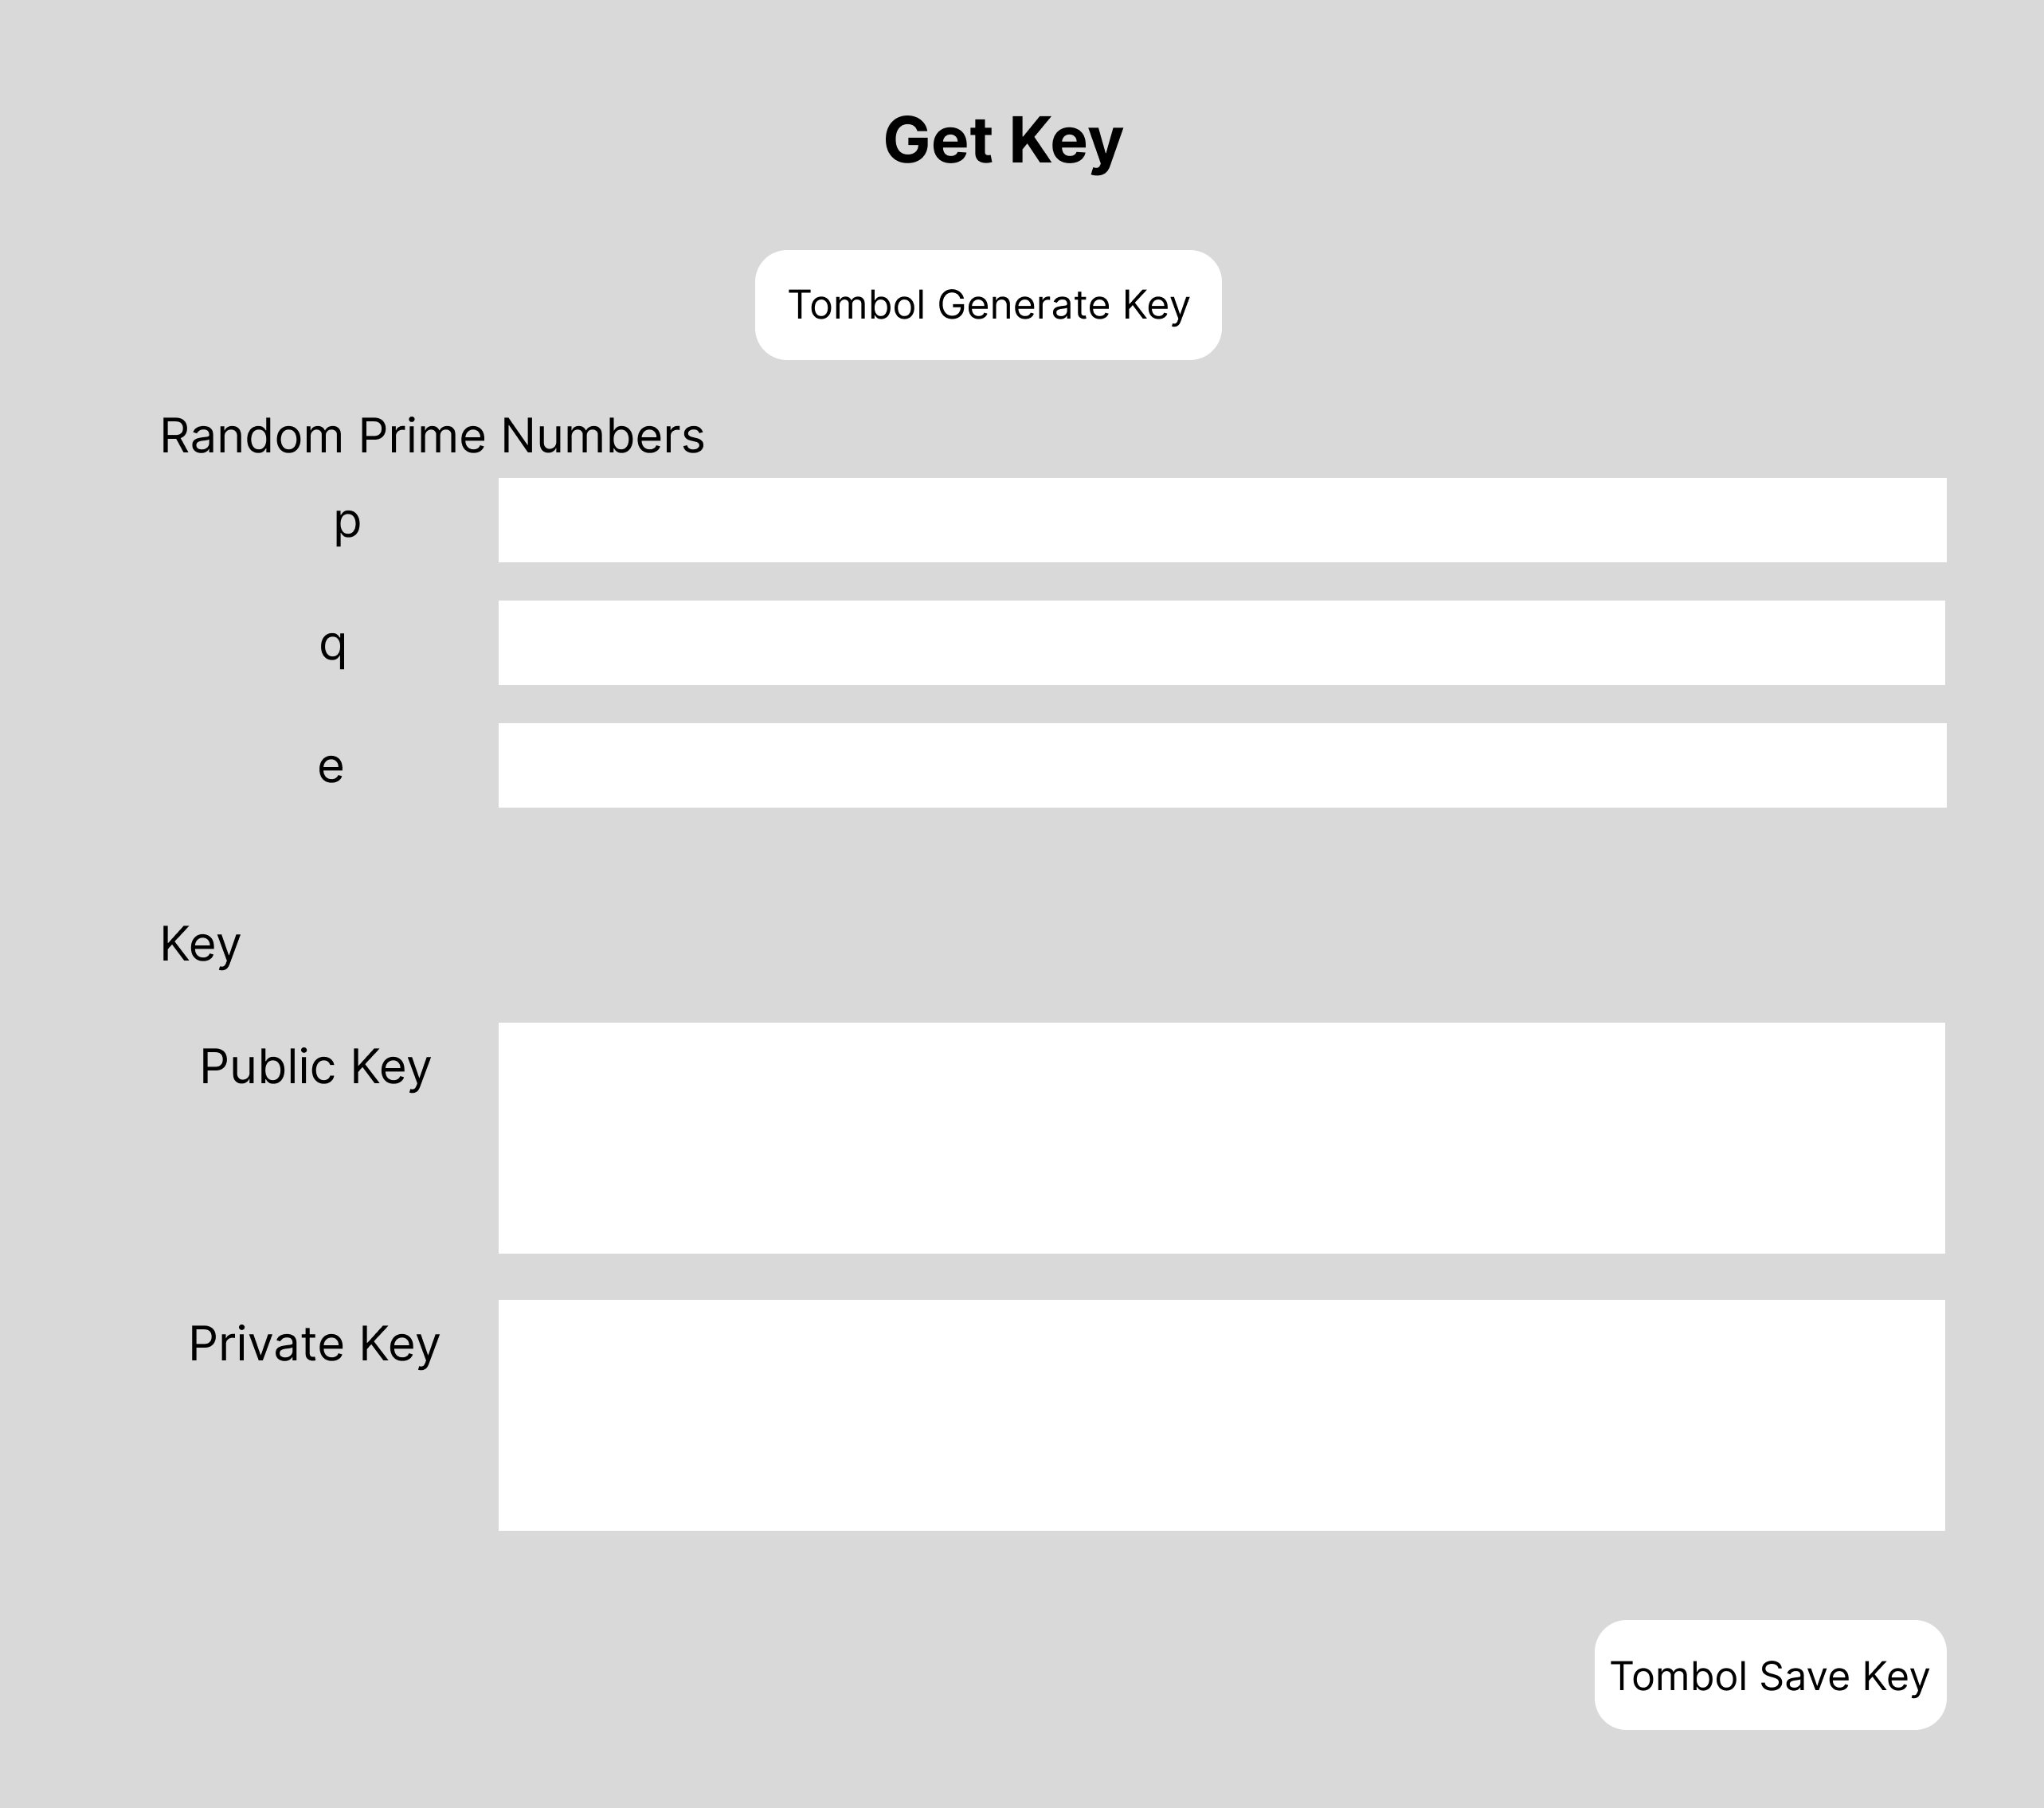 Get Key
Tombol Generate Key
Random Prime Numbers
p
q
e
Key
Public Key
Private Key
Tombol Save Key